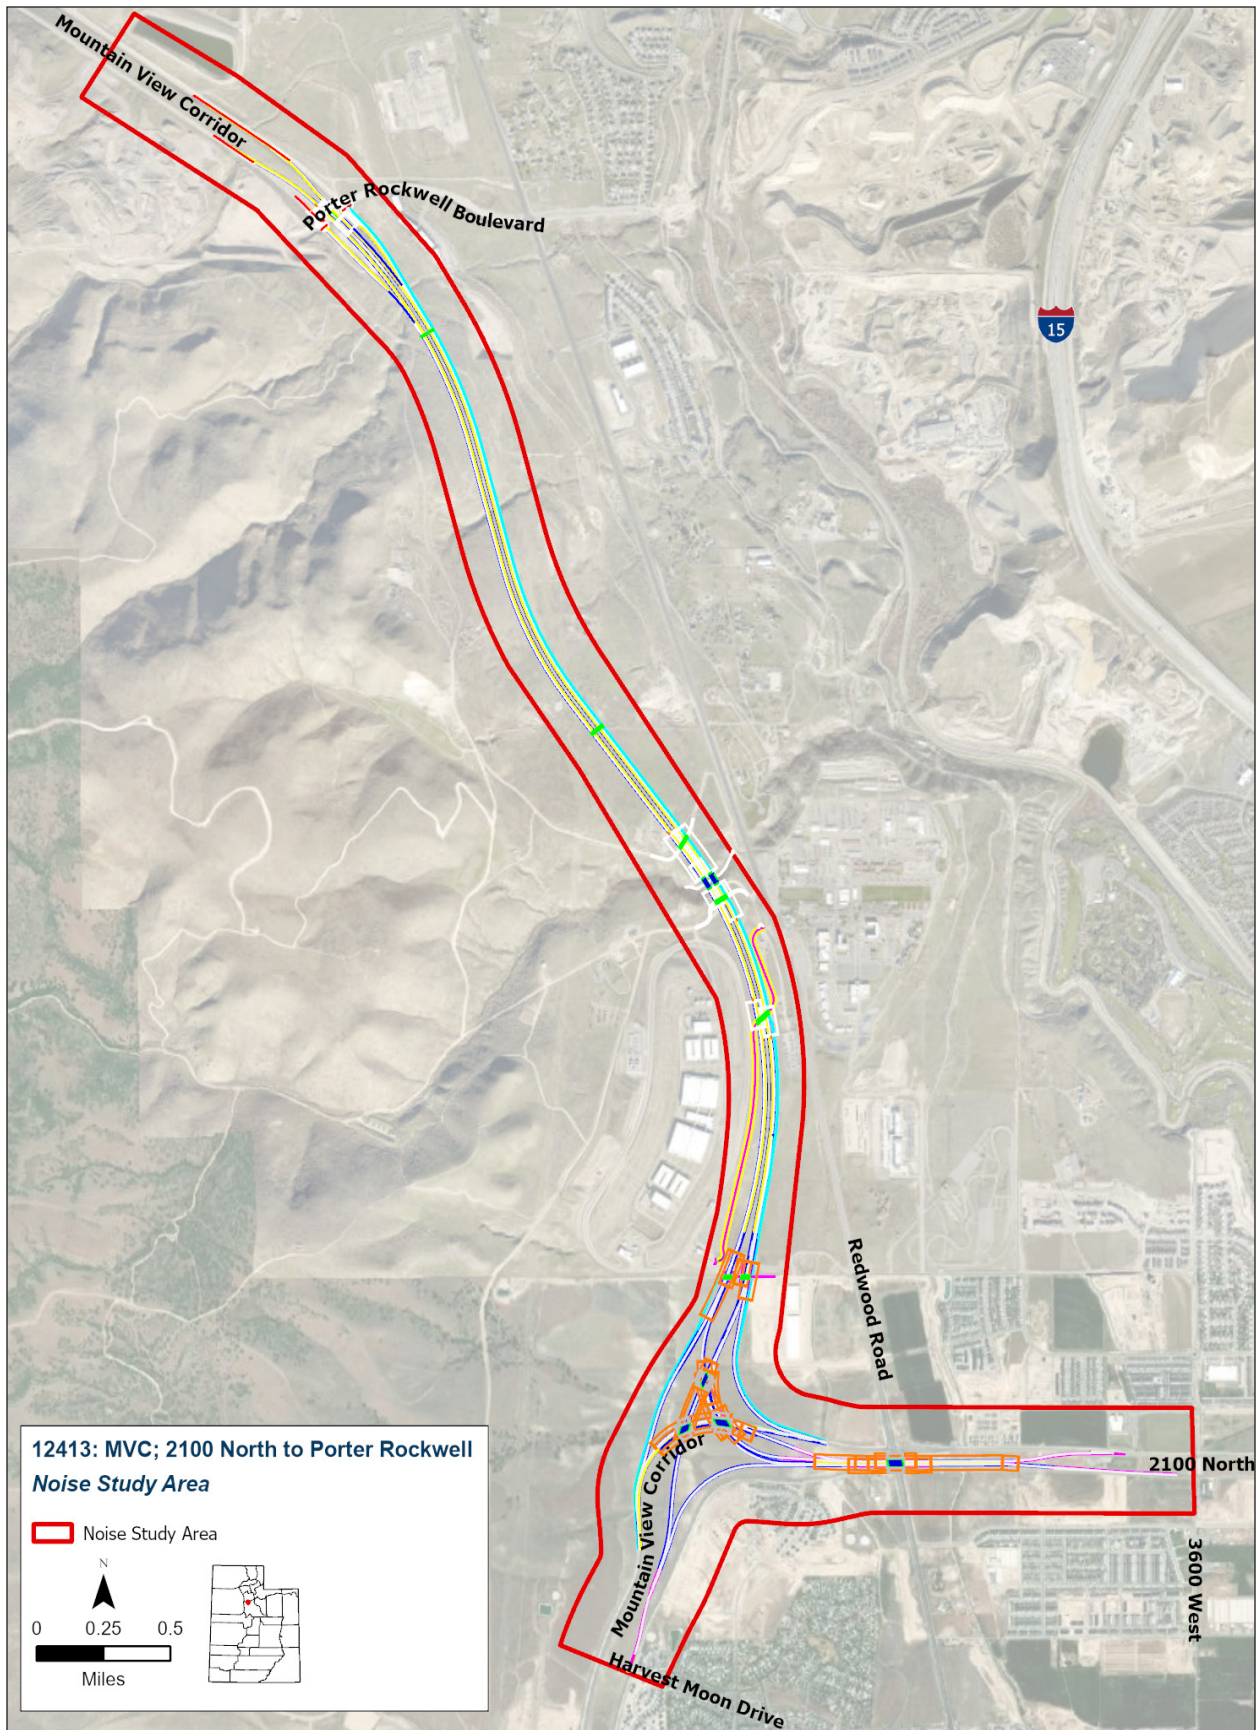 Mountain View Corridor
Porter Rockwell Boulevard
15
Redwood Road
Mountain View Corridor
2100 North
3600 West
Harvest Moon Drive
12413: MVC; 2100 North to Porter Rockwell
Noise Study Area
Noise Study Area
N
0 0.25 0.5
Miles